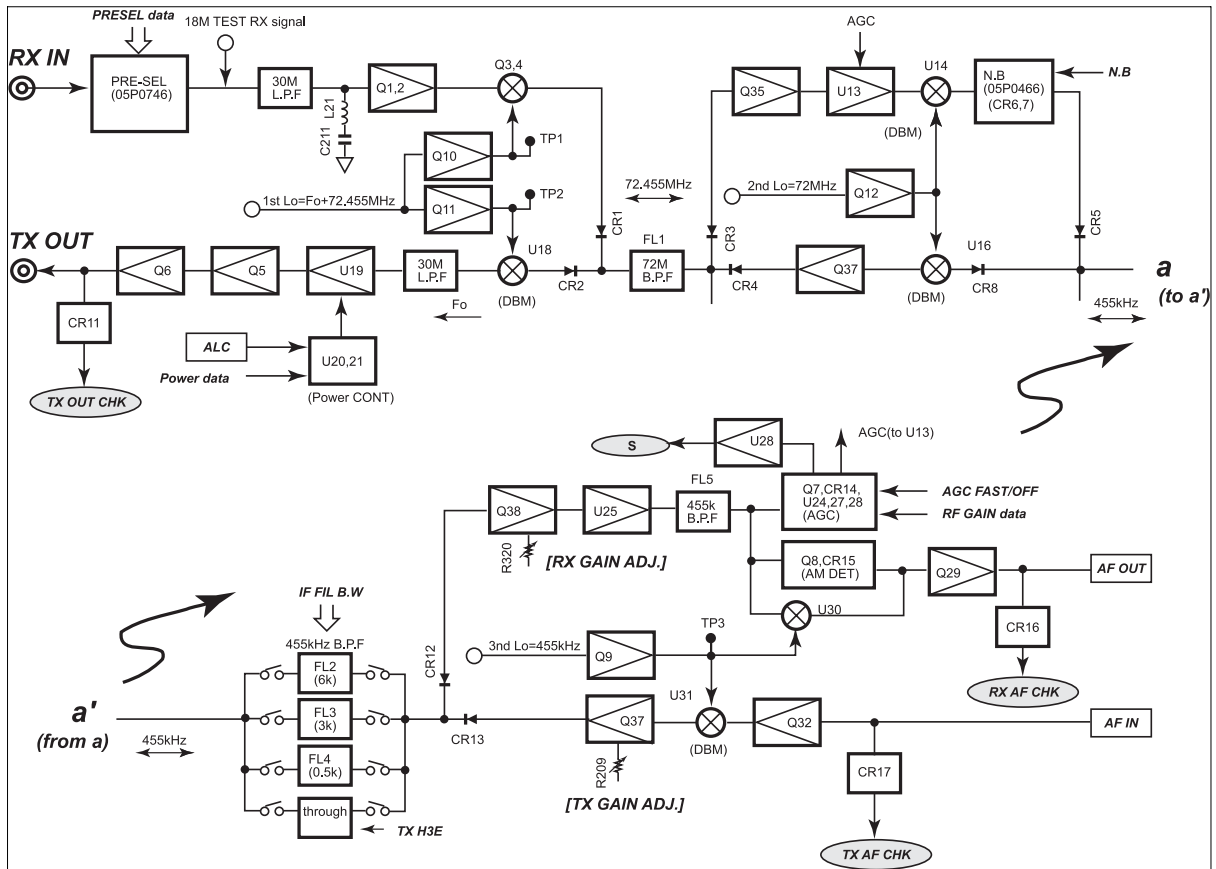 PRESEL data
18M TEST RX signal
RX IN
PRE-SEL
(05P0746)
30M
L.P.F
L21
C211
Q1,2
Q3,4
Q10
TP1
1st Lo=Fo+72.455MHz
Q11
TP2
CR1
72.455MHz
AGC
Q35
U13
U14
(DBM)
N.B
(05P0466)
(CR6,7)
N.B
2nd Lo=72MHz
Q12
CR3
CR5
TX OUT
Q6
Q5
U19
30M
L.P.F
U18
(DBM)
CR2
FL1
72M
B.P.F
CR4
Q37
U16
(DBM)
CR8
a
(to a')
455kHz
Fo
CR11
TX OUT CHK
ALC
Power data
U20,21
(Power CONT)
S
U28
AGC(to U13)
Q38
R320
U25
FL5
455k
B.P.F
Q7,CR14,
U24,27,28
(AGC)
AGC FAST/OFF
RF GAIN data
[RX GAIN ADJ.]
Q8,CR15
(AM DET)
Q29
AF OUT
U30
CR16
RX AF CHK
IF FIL B.W
455kHz B.P.F
CR12
3nd Lo=455kHz
Q9
TP3
FL2
(6k)
a'
(from a)
455kHz
FL3
(3k)
CR13
Q37
R209
U31
(DBM)
Q32
AF IN
FL4
(0.5k)
[TX GAIN ADJ.]
CR17
through
TX H3E
TX AF CHK